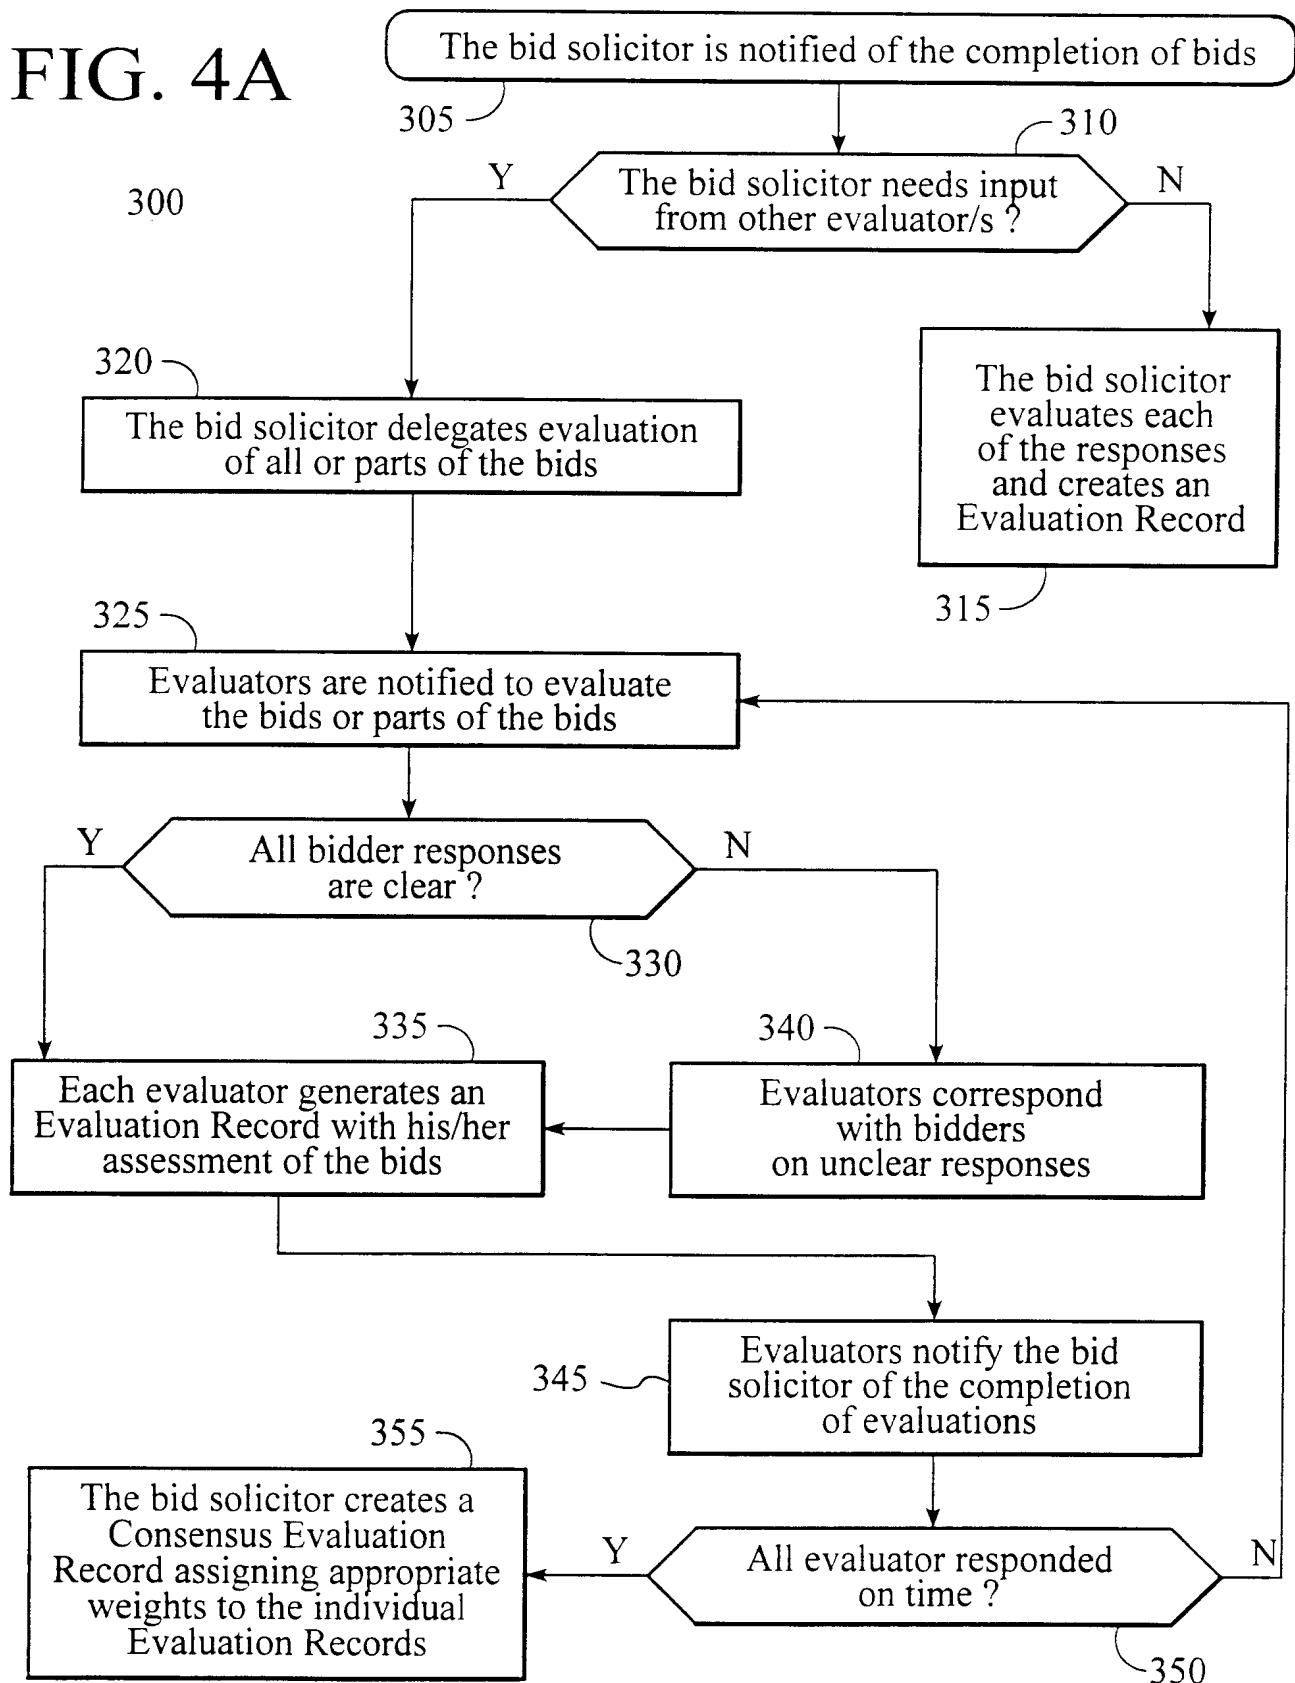 FIG. 4A
The bid solicitor is notified of the completion of bids
305
310
300
Y
The bid solicitor needs input
from other evaluator/s ?
N
320
The bid solicitor delegates evaluation
of all or parts of the bids
The bid solicitor
evaluates each
of the responses
and creates an
Evaluation Record
315
325
Evaluators are notified to evaluate
the bids or parts of the bids
Y
All bidder responses
are clear ?
N
330
335
Each evaluator generates an
Evaluation Record with his/her
assessment of the bids
340
Evaluators correspond
with bidders
on unclear responses
345
Evaluators notify the bid
solicitor of the completion
of evaluations
355
The bid solicitor creates a
Consensus Evaluation
Record assigning appropriate
weights to the individual
Evaluation Records
Y
All evaluator responded
on time ?
N
350